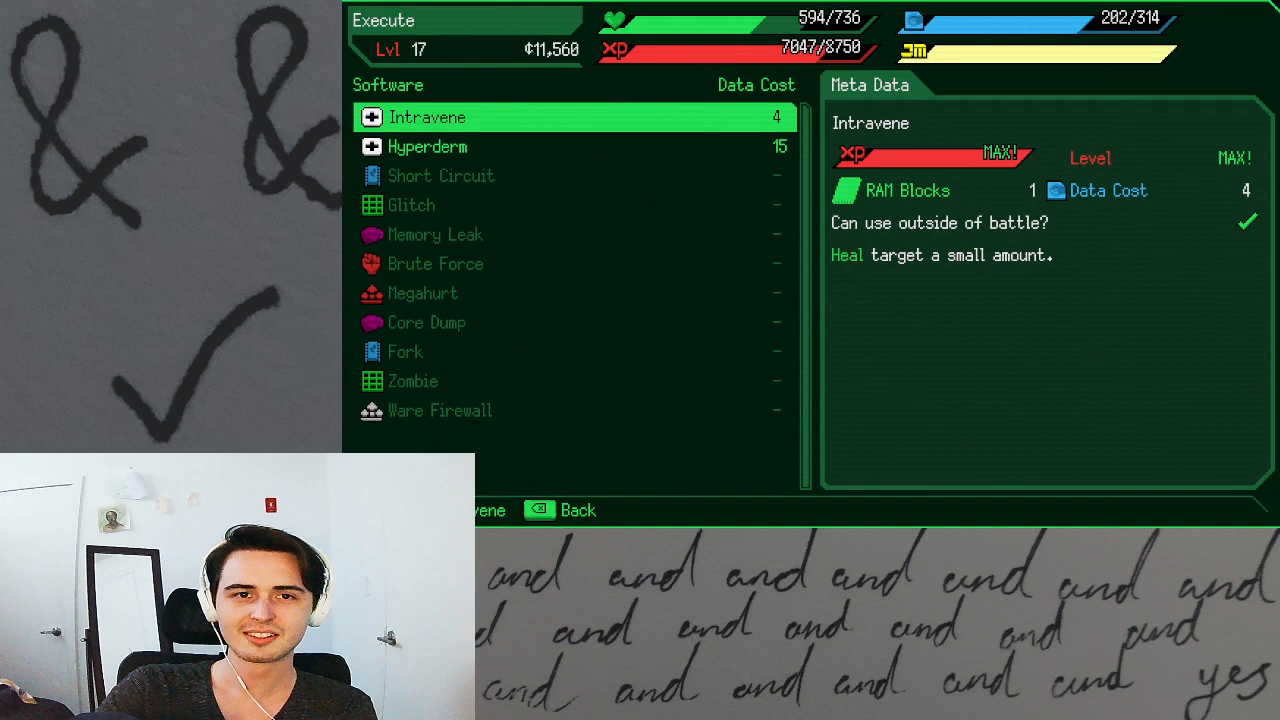 & &
Execute
Lvl 17 ¢11,560
594/736
XP 7047/8750
202/314
Software Data Cost
Intravene 4
Hyperderm 15
Short Circuit -
Glitch -
Memory Leak -
Brute Force -
Megahurt -
Core Dump -
Fork -
Zombie -
Ware Firewall -
Meta Data
Intravene
XP MAX! Level MAX!
RAM Blocks 1 Data Cost 4
Can use outside of battle?
Heal target a small amount.
vene Back
and and and and and and and
d and and and and and and
and and and and and and yes